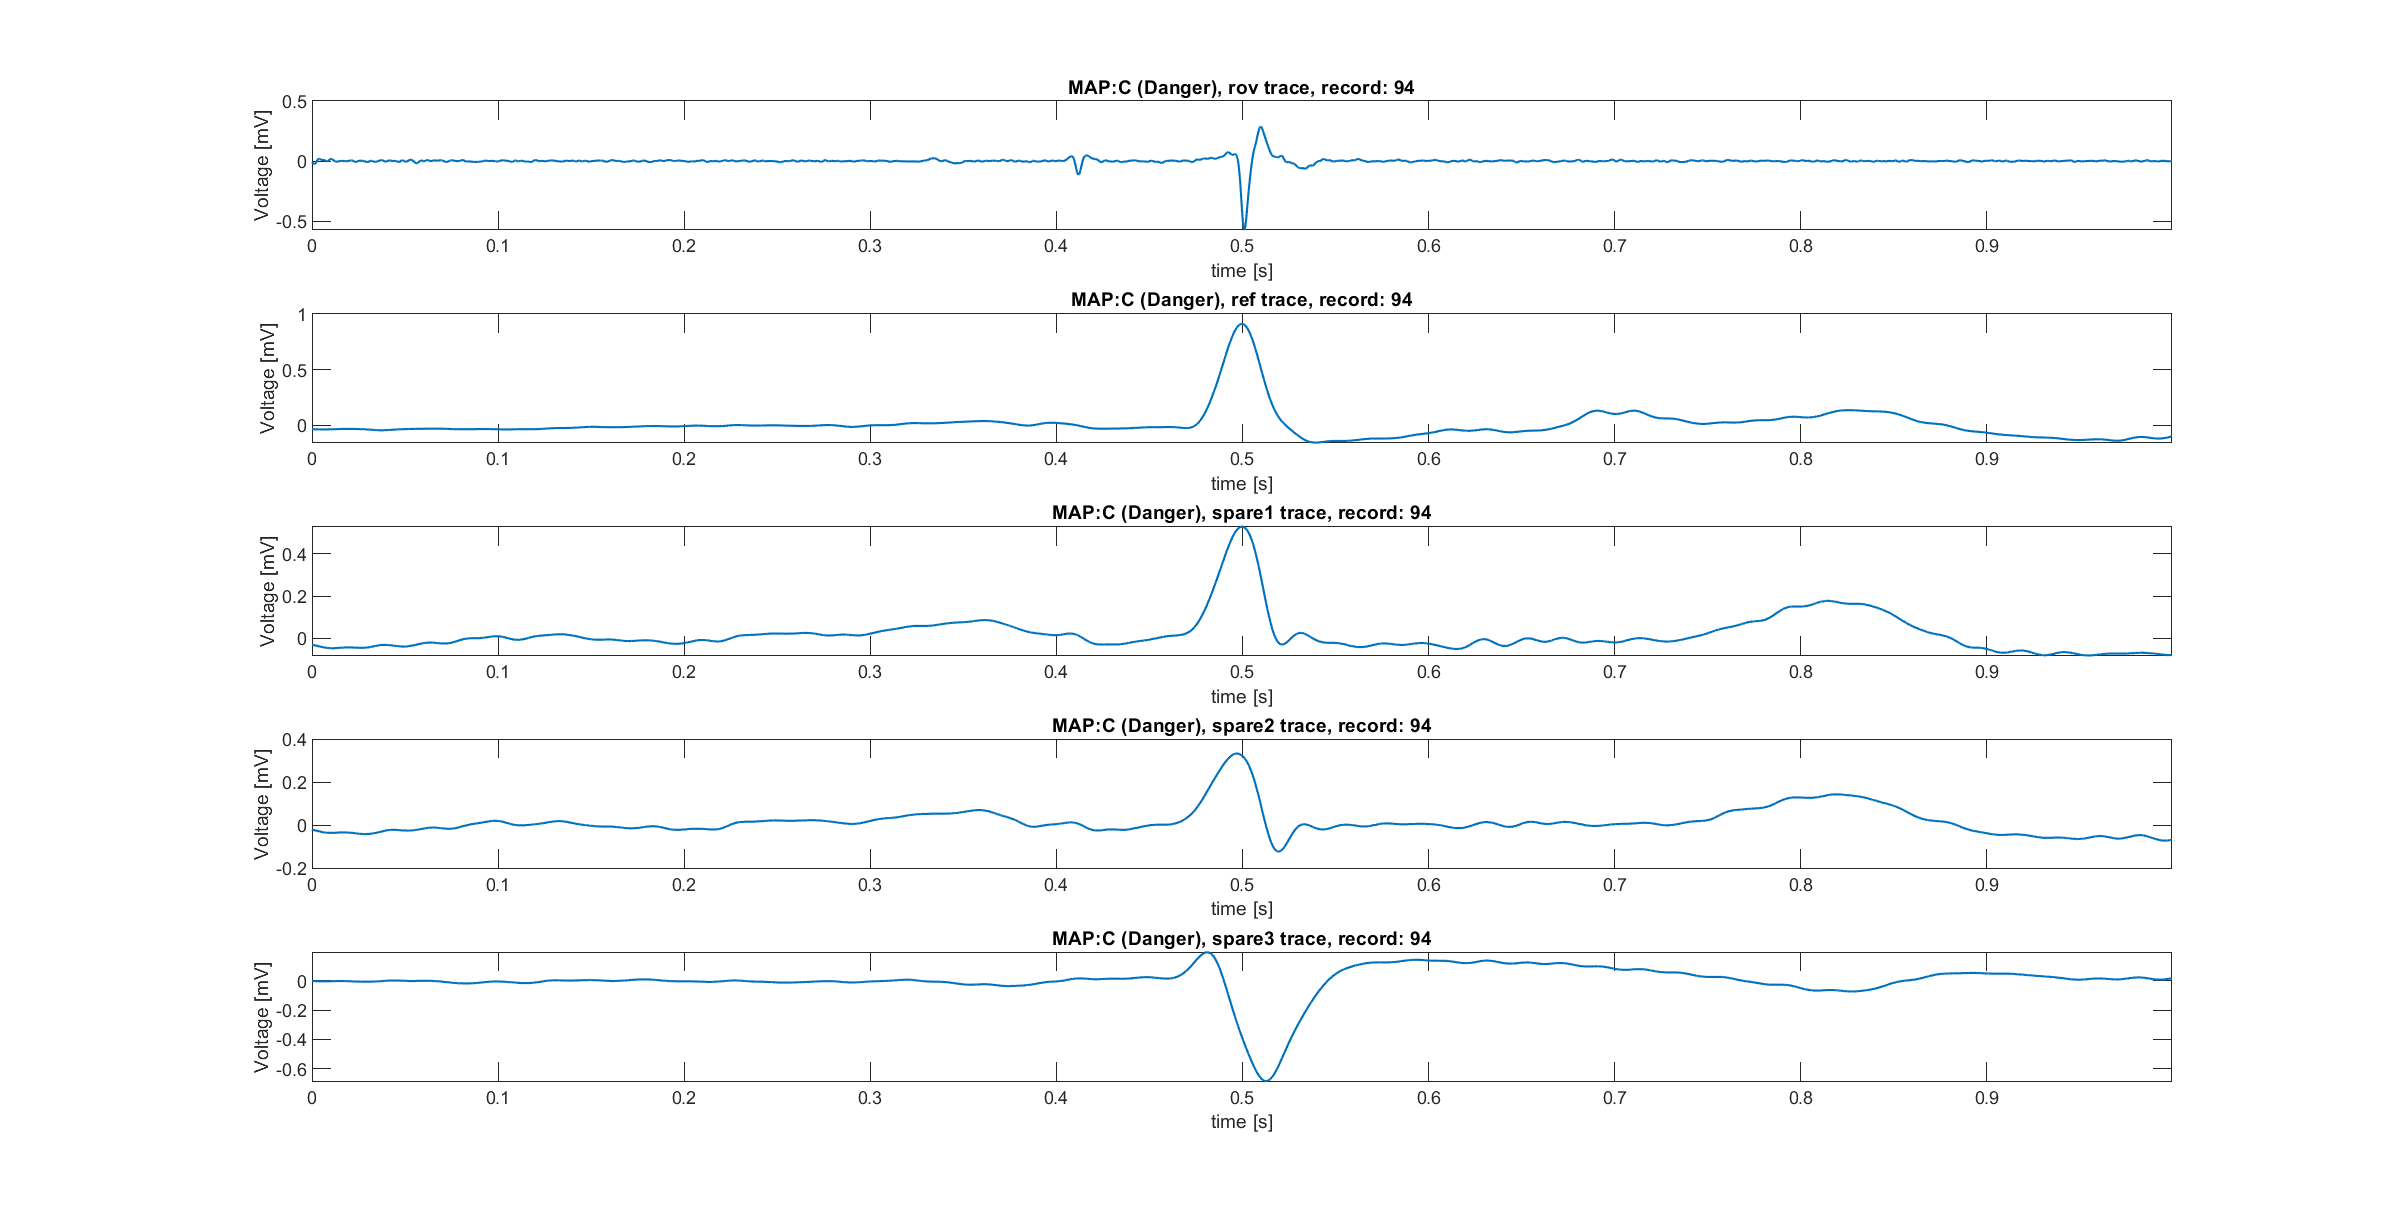 MAP:C (Danger), rov trace, record: 94
Voltage [mV]
0.5
0
-0.5
0 0.1 0.2 0.3 0.4 0.5 0.6 0.7 0.8 0.9
time [s]
MAP:C (Danger), ref trace, record: 94
Voltage [mV]
1
0.5
0
0 0.1 0.2 0.3 0.4 0.5 0.6 0.7 0.8 0.9
time [s]
MAP:C (Danger), spare1 trace, record: 94
Voltage [mV]
0.4
0.2
0
0 0.1 0.2 0.3 0.4 0.5 0.6 0.7 0.8 0.9
time [s]
MAP:C (Danger), spare2 trace, record: 94
Voltage [mV]
0.4
0.2
0
-0.2
0 0.1 0.2 0.3 0.4 0.5 0.6 0.7 0.8 0.9
time [s]
MAP:C (Danger), spare3 trace, record: 94
Voltage [mV]
0
-0.2
-0.4
-0.6
0 0.1 0.2 0.3 0.4 0.5 0.6 0.7 0.8 0.9
time [s]